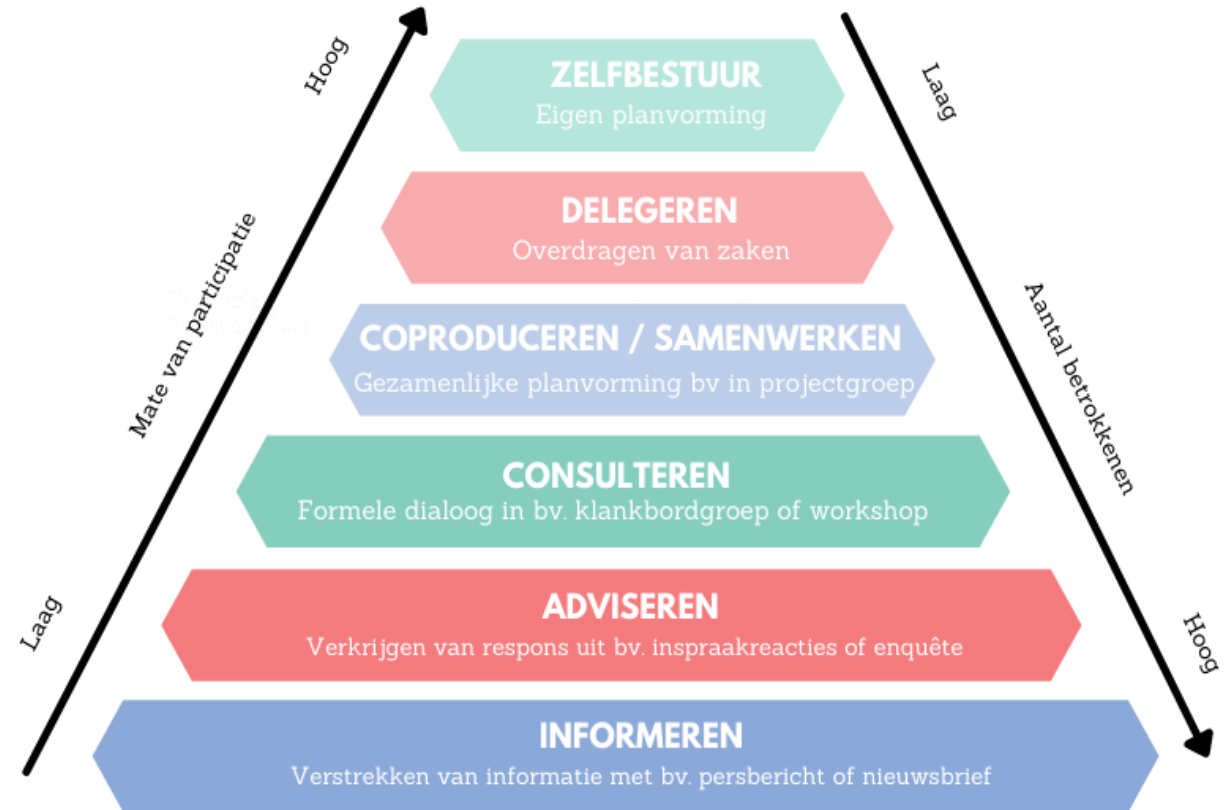 Hoog
Laag
ZELFBESTUUR
Eigen planvorming
DELEGEREN
Overdragen van zaken
Mate van participatie
COPRODUCEREN / SAMENWERKEN
Gezamenlijke planvorming bv in projectgroep
Aantal betrokkenen
CONSULTEREN
Formele dialoog in bv. klankbordgroep of workshop
Laag
ADVISEREN
Verkrijgen van respons uit bv. inspraakreacties of enquête
Hoog
INFORMEREN
Verstrekken van informatie met bv. persbericht of nieuwsbrief